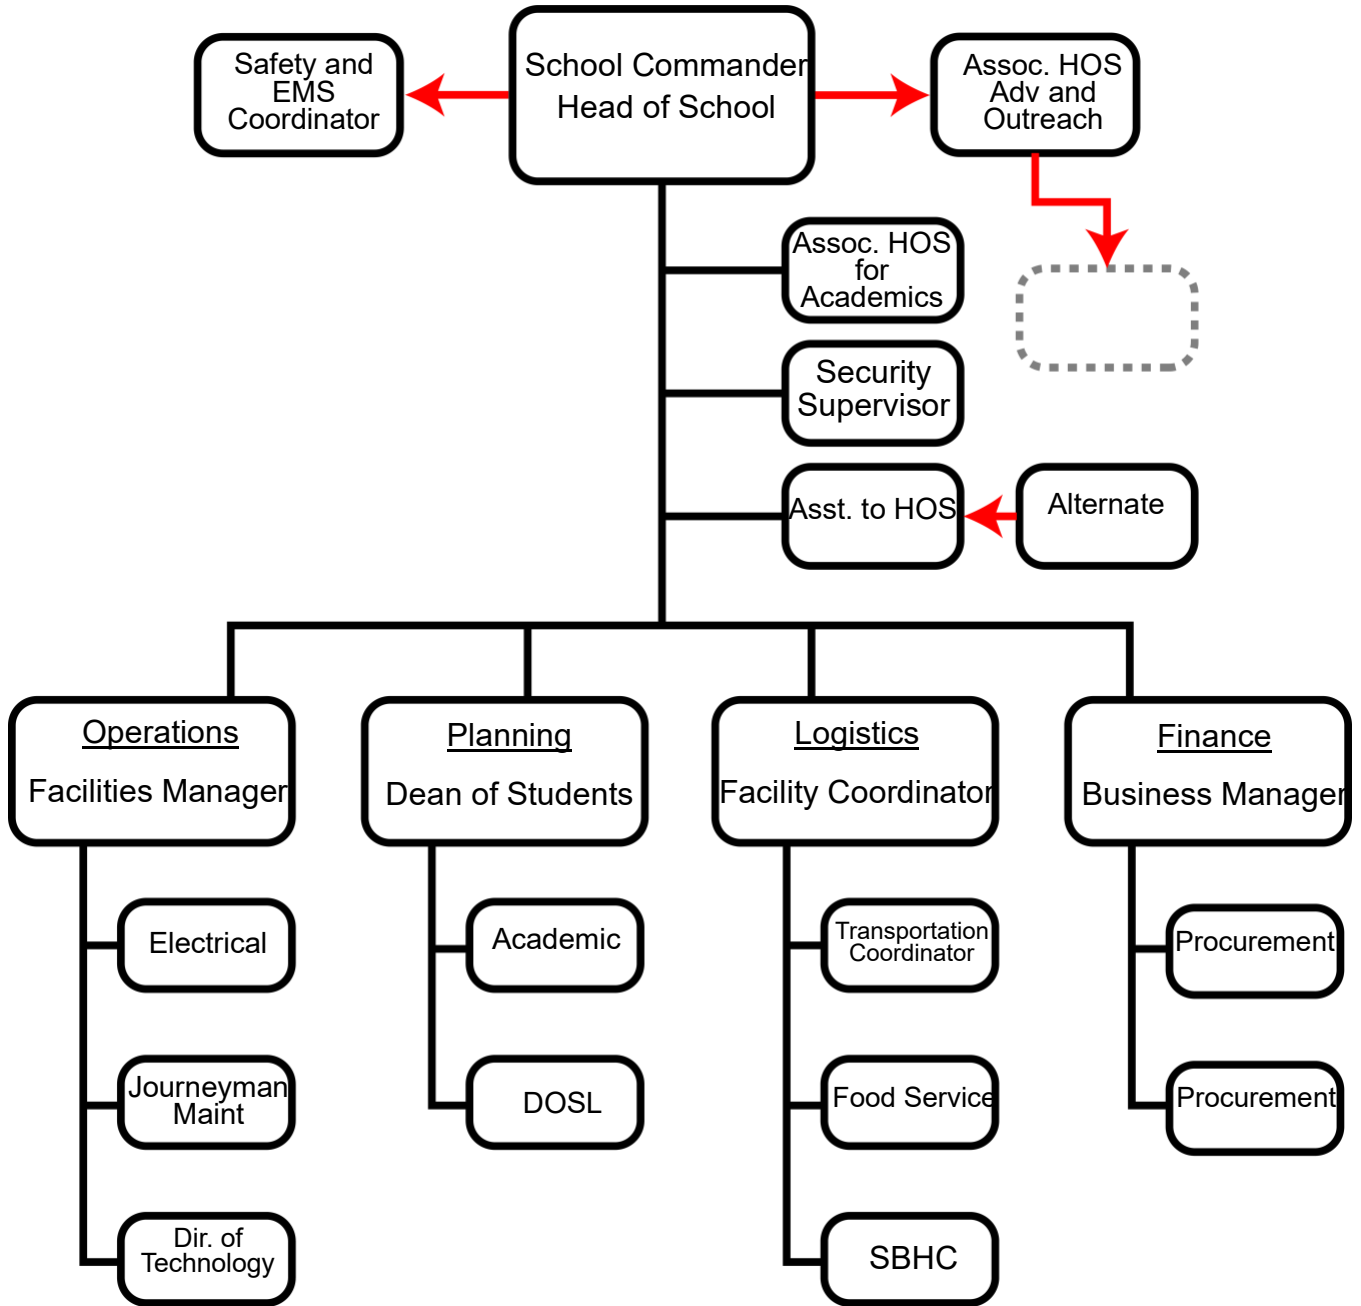 Safety and
EMS
Coordinator
School Commander
Head of School
Assoc. HOS
Adv and
Outreach
Assoc. HOS
for
Academics
Security
Supervisor
Asst. to HOS
Alternate
Operations
Facilities Manager
Planning
Dean of Students
Logistics
Facility Coordinator
Finance
Business Manager
Electrical
Journeyman
Maint
Dir. of
Technology
Academic
DOSL
Transportation
Coordinator
Food Service
SBHC
Procurement
Procurement